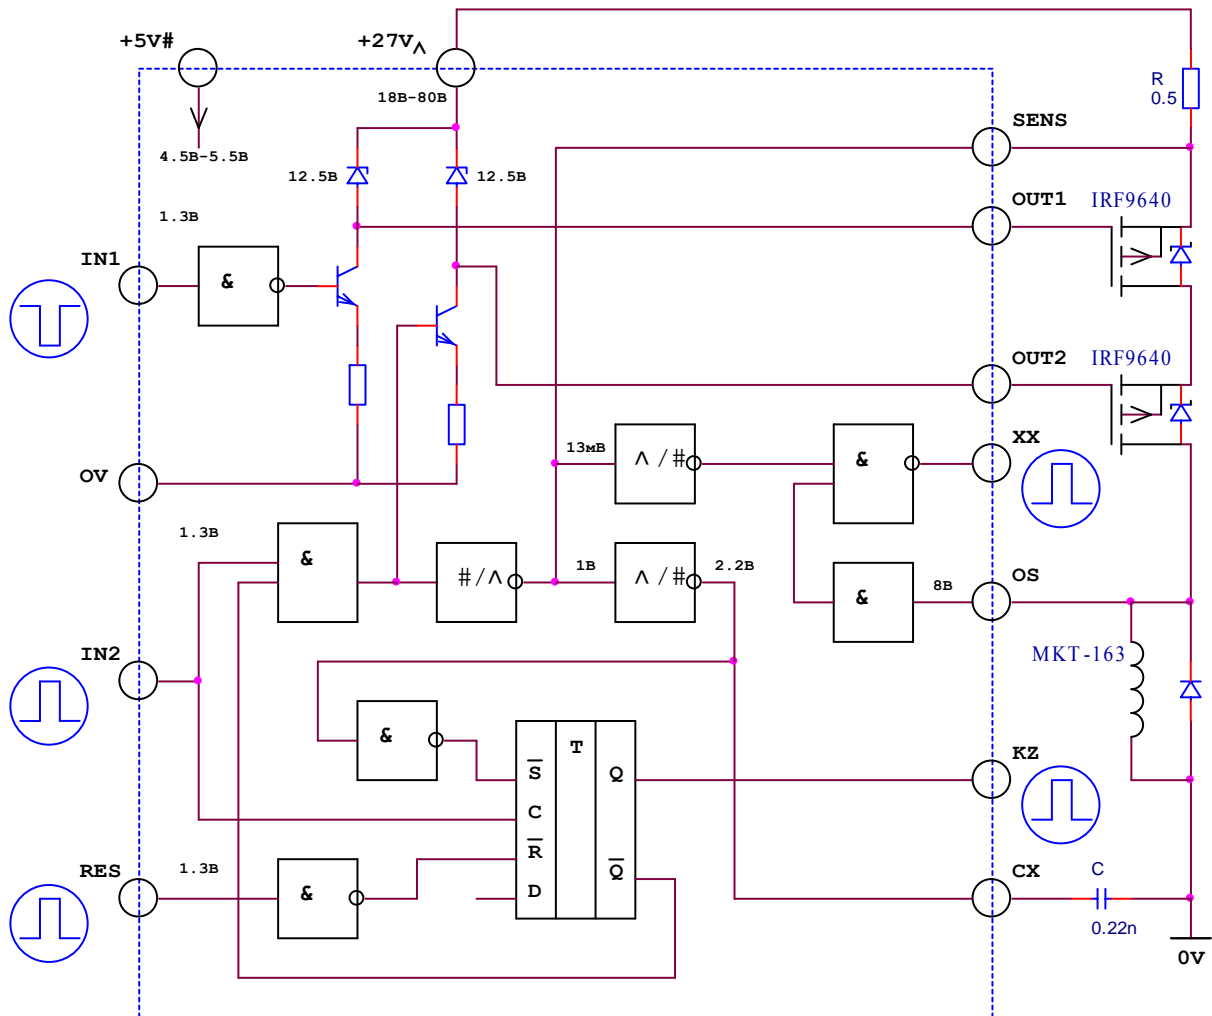 +5V#
+27V^
18В-80В
R
0.5
4.5В-5.5В
SENS
12.5В
12.5В
1.3В
OUT1
IRF9640
IN1
&
OUT2
IRF9640
13мВ
^/#
&
XX
OV
1.3В
&
#/^
1В
^/#
2.2В
&
8В
OS
IN2
MKT-163
&
T
S
Q
KZ
C
R
RES
1.3В
&
Q
D
CX
C
0.22n
0V